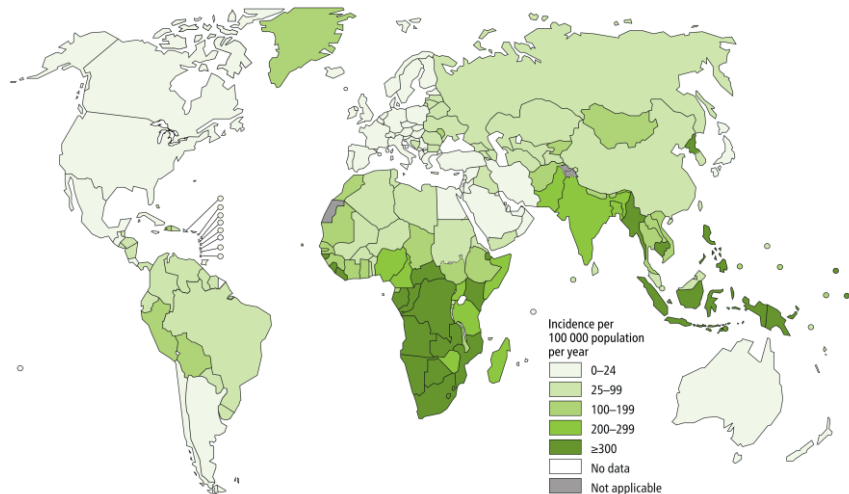 Incidence per
100 000 population
per year
0–24
25–99
100–199
200–299
≥300
No data
Not applicable